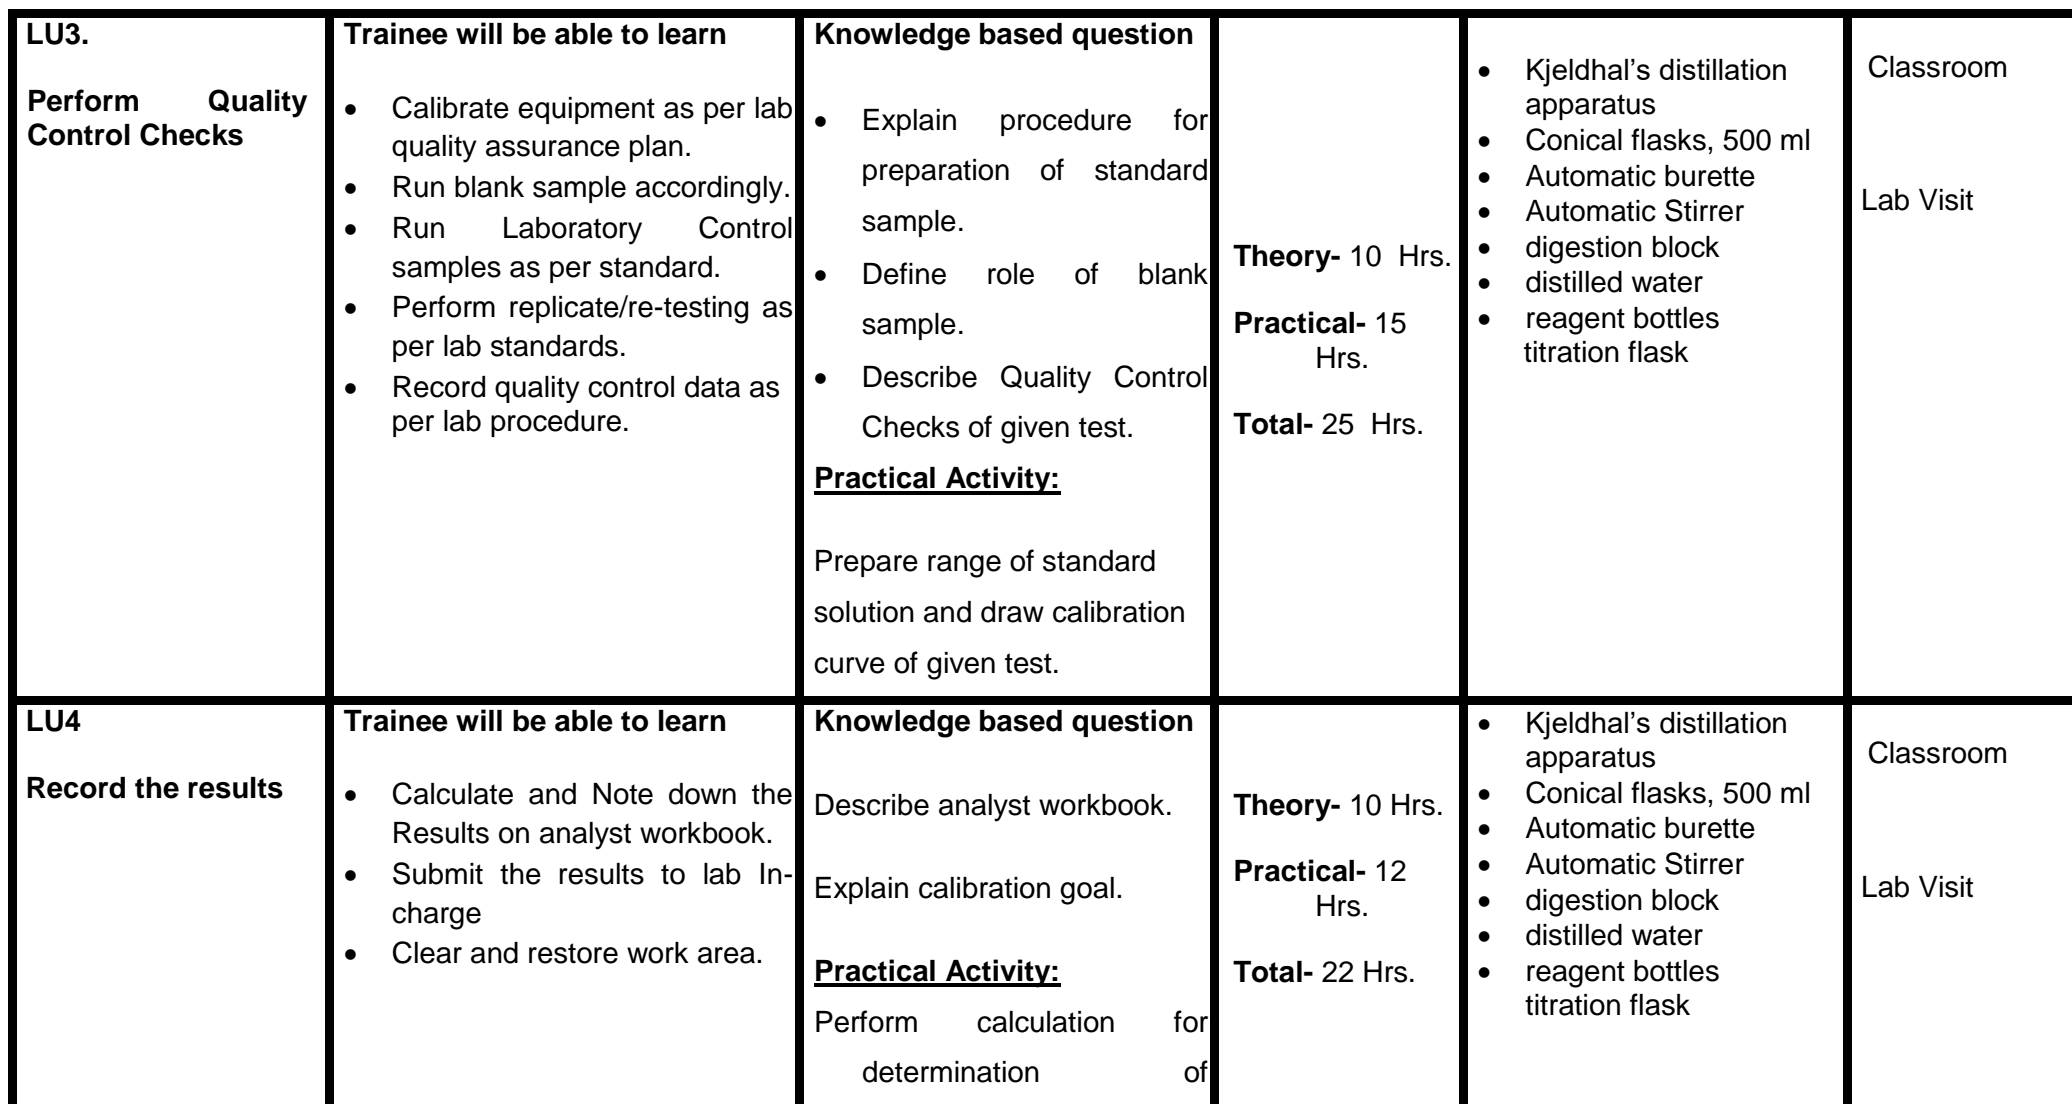 LU3.
Perform Quality
Control Checks
Trainee will be able to learn
• Calibrate equipment as per lab
quality assurance plan.
• Run blank sample accordingly.
• Run Laboratory Control
samples as per standard.
• Perform replicate/re-testing as
per lab standards.
• Record quality control data as
per lab procedure.
Knowledge based question
• Explain procedure for
preparation of standard
sample.
• Define role of blank
sample.
• Describe Quality Control
Checks of given test.
Practical Activity:
Prepare range of standard
solution and draw calibration
curve of given test.
Theory- 10 Hrs.
Practical- 15
Hrs.
Total- 25 Hrs.
• Kjeldhal’s distillation
apparatus
• Conical flasks, 500 ml
• Automatic burette
• Automatic Stirrer
• digestion block
• distilled water
• reagent bottles
titration flask
Classroom
Lab Visit
LU4
Record the results
Trainee will be able to learn
• Calculate and Note down the
Results on analyst workbook.
• Submit the results to lab In-
charge
• Clear and restore work area.
Knowledge based question
Describe analyst workbook.
Explain calibration goal.
Practical Activity:
Perform calculation for
determination of
Theory- 10 Hrs.
Practical- 12
Hrs.
Total- 22 Hrs.
• Kjeldhal’s distillation
apparatus
• Conical flasks, 500 ml
• Automatic burette
• Automatic Stirrer
• digestion block
• distilled water
• reagent bottles
titration flask
Classroom
Lab Visit